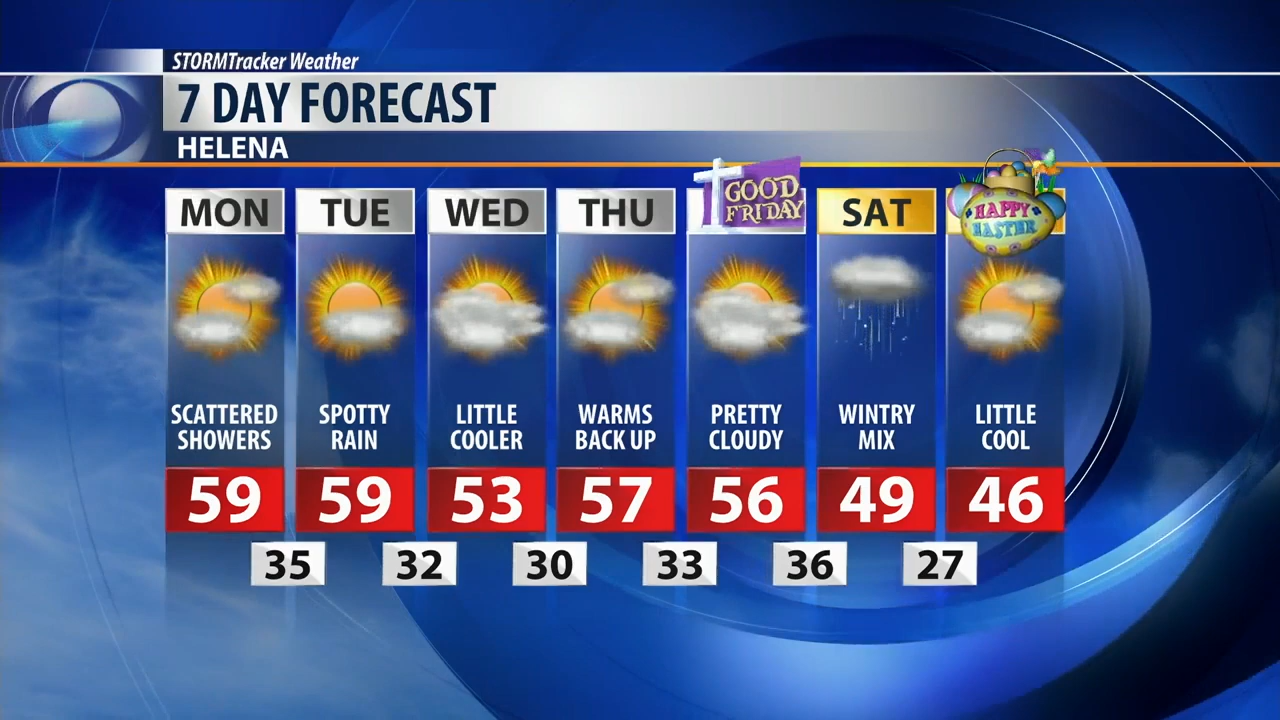 STORMTracker Weather
7 DAY FORECAST
HELENA
MON TUE WED THU GOOD FRIDAY SAT HAPPY EASTER
SCATTERED SHOWERS
SPOTTY RAIN
LITTLE COOLER
WARMS BACK UP
PRETTY CLOUDY
WINTRY MIX
LITTLE COOL
59 59 53 57 56 49 46
35 32 30 33 36 27